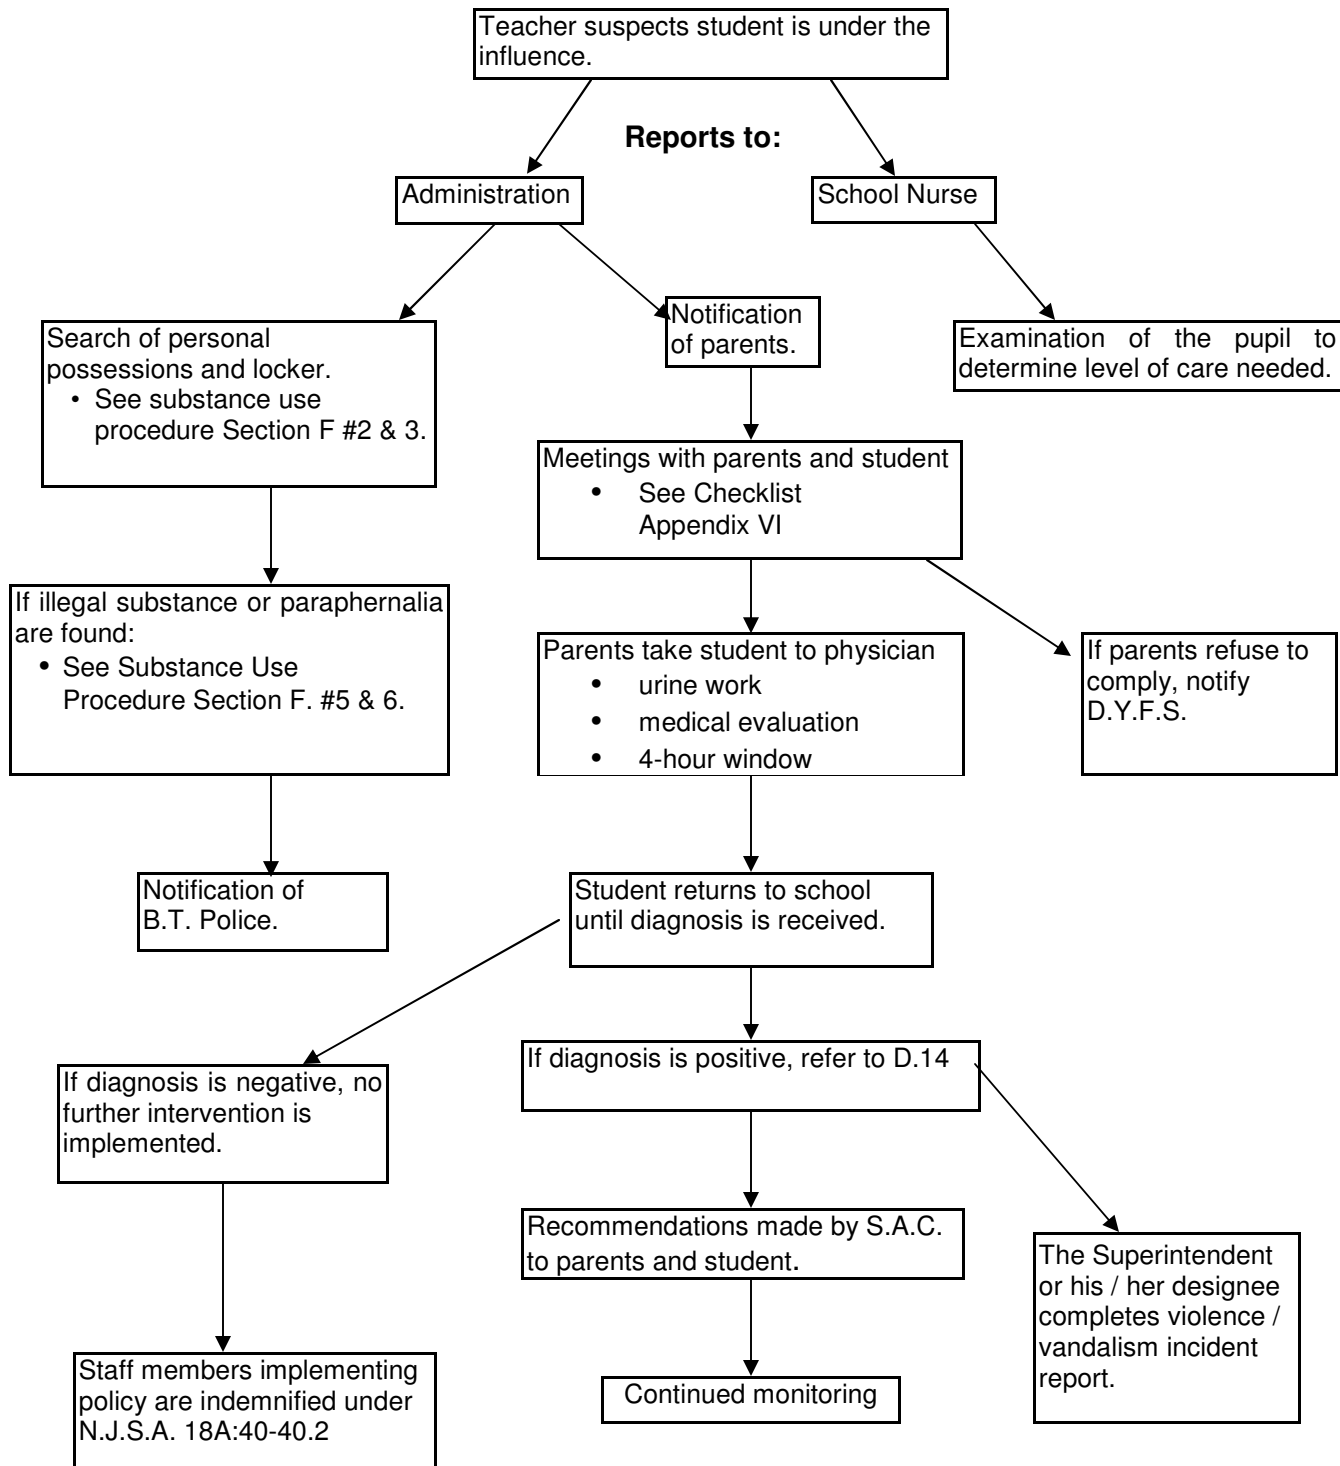 Teacher suspects student is under the
influence.
Reports to:
Administration
School Nurse
Notification
of parents.
Search of personal
possessions and locker.
• See substance use
procedure Section F #2 & 3.
Examination of the pupil to
determine level of care needed.
Meetings with parents and student
• See Checklist
Appendix VI
If illegal substance or paraphernalia
are found:
• See Substance Use
Procedure Section F. #5 & 6.
Parents take student to physician
• urine work
• medical evaluation
• 4-hour window
If parents refuse to
comply, notify
D.Y.F.S.
Notification of
B.T. Police.
Student returns to school
until diagnosis is received.
If diagnosis is negative, no
further intervention is
implemented.
If diagnosis is positive, refer to D.14
Recommendations made by S.A.C.
to parents and student.
The Superintendent
or his / her designee
completes violence /
vandalism incident
report.
Staff members implementing
policy are indemnified under
N.J.S.A. 18A:40-40.2
Continued monitoring